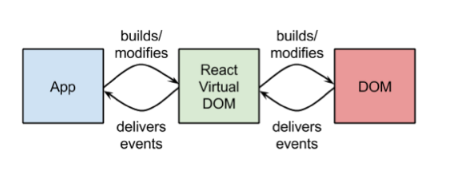 builds/
modifies
builds/
modifies
App
React
Virtual
DOM
DOM
delivers
events
delivers
events